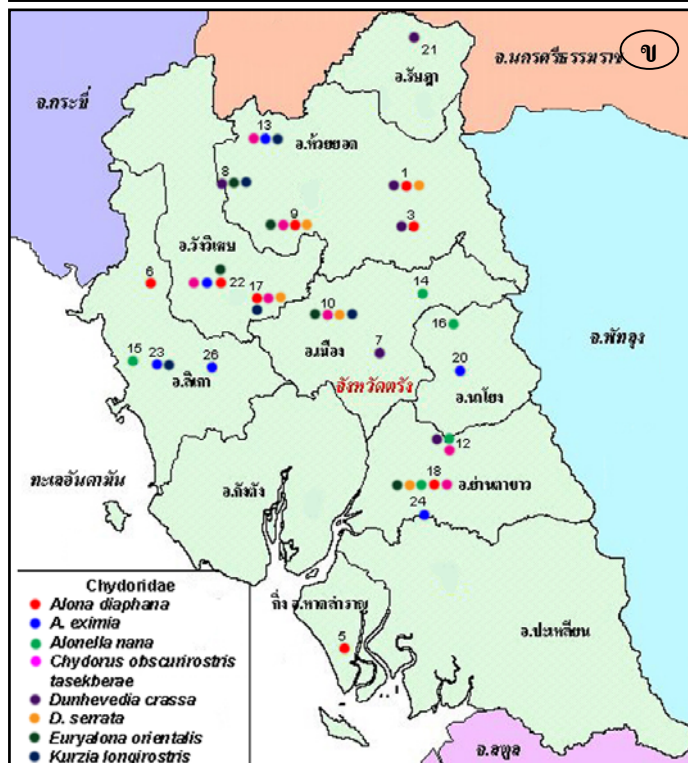 ข
21
อ.รัษฎา
จ.นครศรีธรรมราช
จ.กระบี่
13
อ.ห้วยยอด
8
1
9
3
อ.วังวิเศษ
6
22
17
14
10
16
15
23
26
7
20
อ.เมือง
จ.พัทลุง
อ.สิเกา
จังหวัดตรัง
อ.นาโยง
12
ทะเลอันดามัน
อ.กันตัง
18
อ.ย่านตาขาว
24
Chydoridae
Alona diaphana
A. eximia
Alonella nana
Chydorus obscurirostris
tasekberae
Dunhevedia crassa
D. serrata
Euryalona orientalis
Kurzia longirostris
กิ่ง อ.หาดสำราญ
5
อ.ปะเหลียน
จ.สตูล